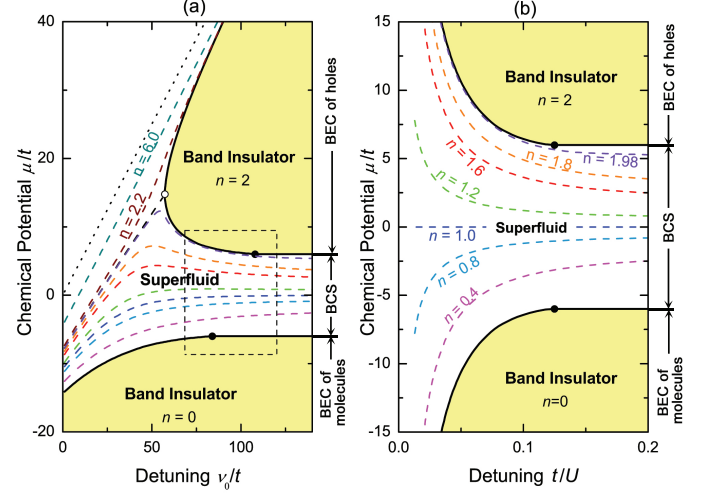 (a)
40
20
0
-20
Chemical Potential μ/t
0
50
100
Detuning ν₀/t
n = 6.0
n = 2.2
Band Insulator
n = 2
Superfluid
Band Insulator
n = 0
BEC of holes
BCS
BEC of
molecules
(b)
15
10
5
0
-5
-10
-15
Chemical Potential μ/t
0.0
0.1
0.2
Detuning t/U
Band Insulator
n = 2
n = 1.98
n = 1.8
n = 1.6
n = 1.2
Superfluid
n = 1.0
n = 0.8
n = 0.4
Band Insulator
n=0
BEC of holes
BCS
BEC of
molecules